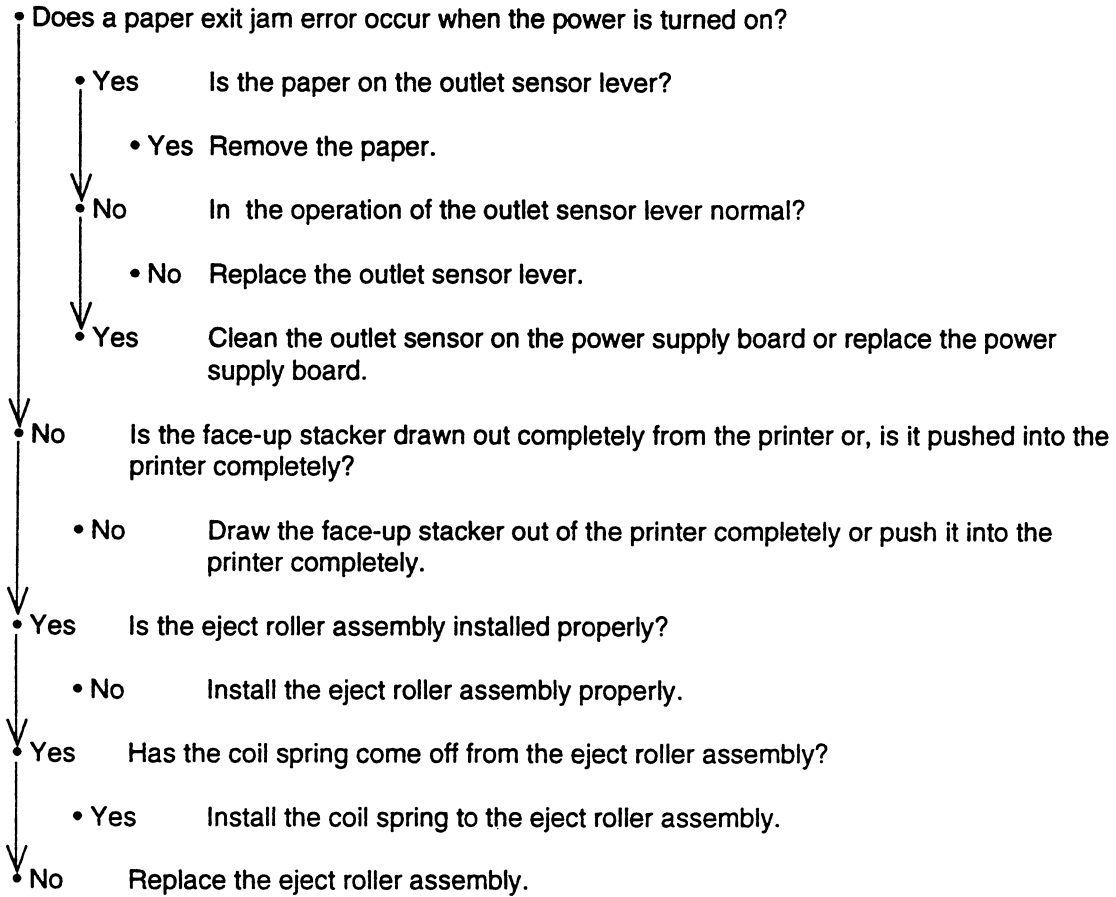 • Does a paper exit jam error occur when the power is turned on?
• Yes Is the paper on the outlet sensor lever?
• Yes Remove the paper.
• No In the operation of the outlet sensor lever normal?
• No Replace the outlet sensor lever.
• Yes Clean the outlet sensor on the power supply board or replace the power
supply board.
• No Is the face-up stacker drawn out completely from the printer or, is it pushed into the
printer completely?
• No Draw the face-up stacker out of the printer completely or push it into the
printer completely.
• Yes Is the eject roller assembly installed properly?
• No Install the eject roller assembly properly.
• Yes Has the coil spring come off from the eject roller assembly?
• Yes Install the coil spring to the eject roller assembly.
• No Replace the eject roller assembly.